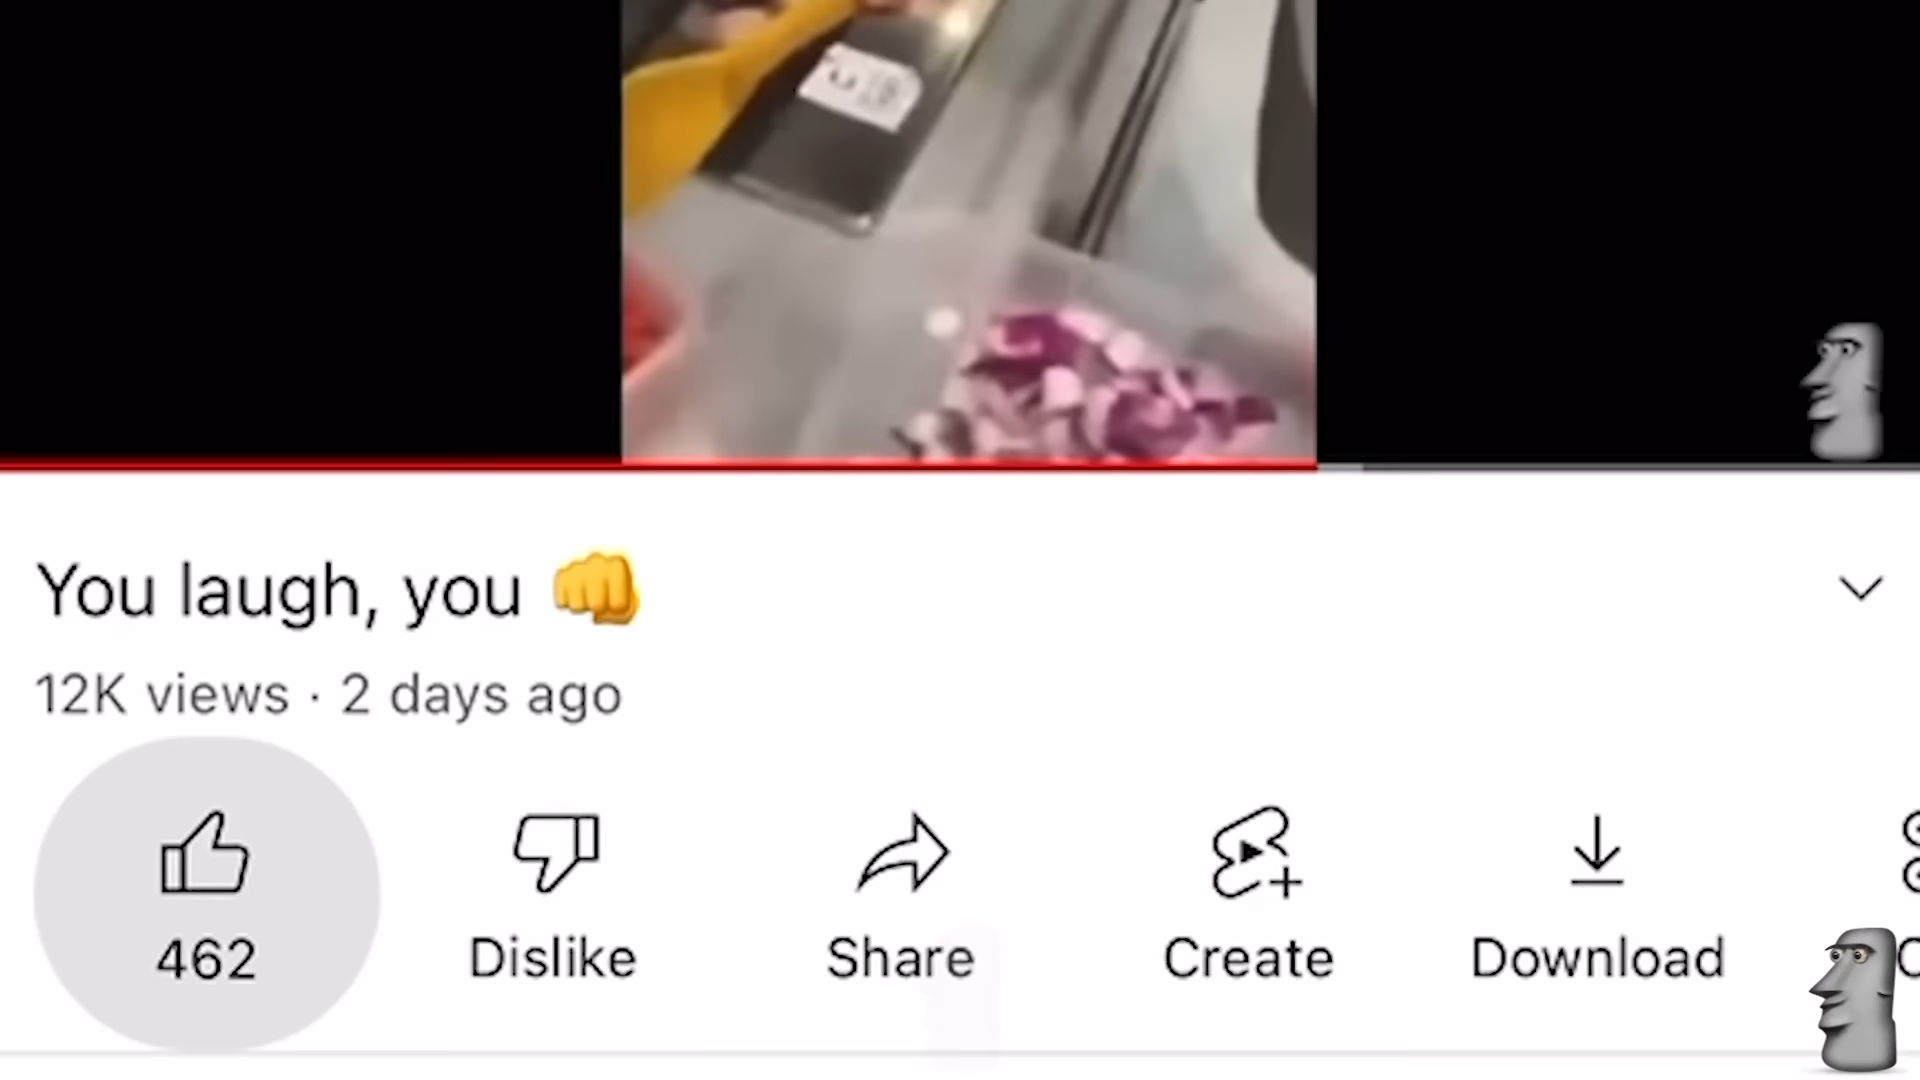 You laugh, you 👊
12K views · 2 days ago
462
Dislike
Share
Create
Download